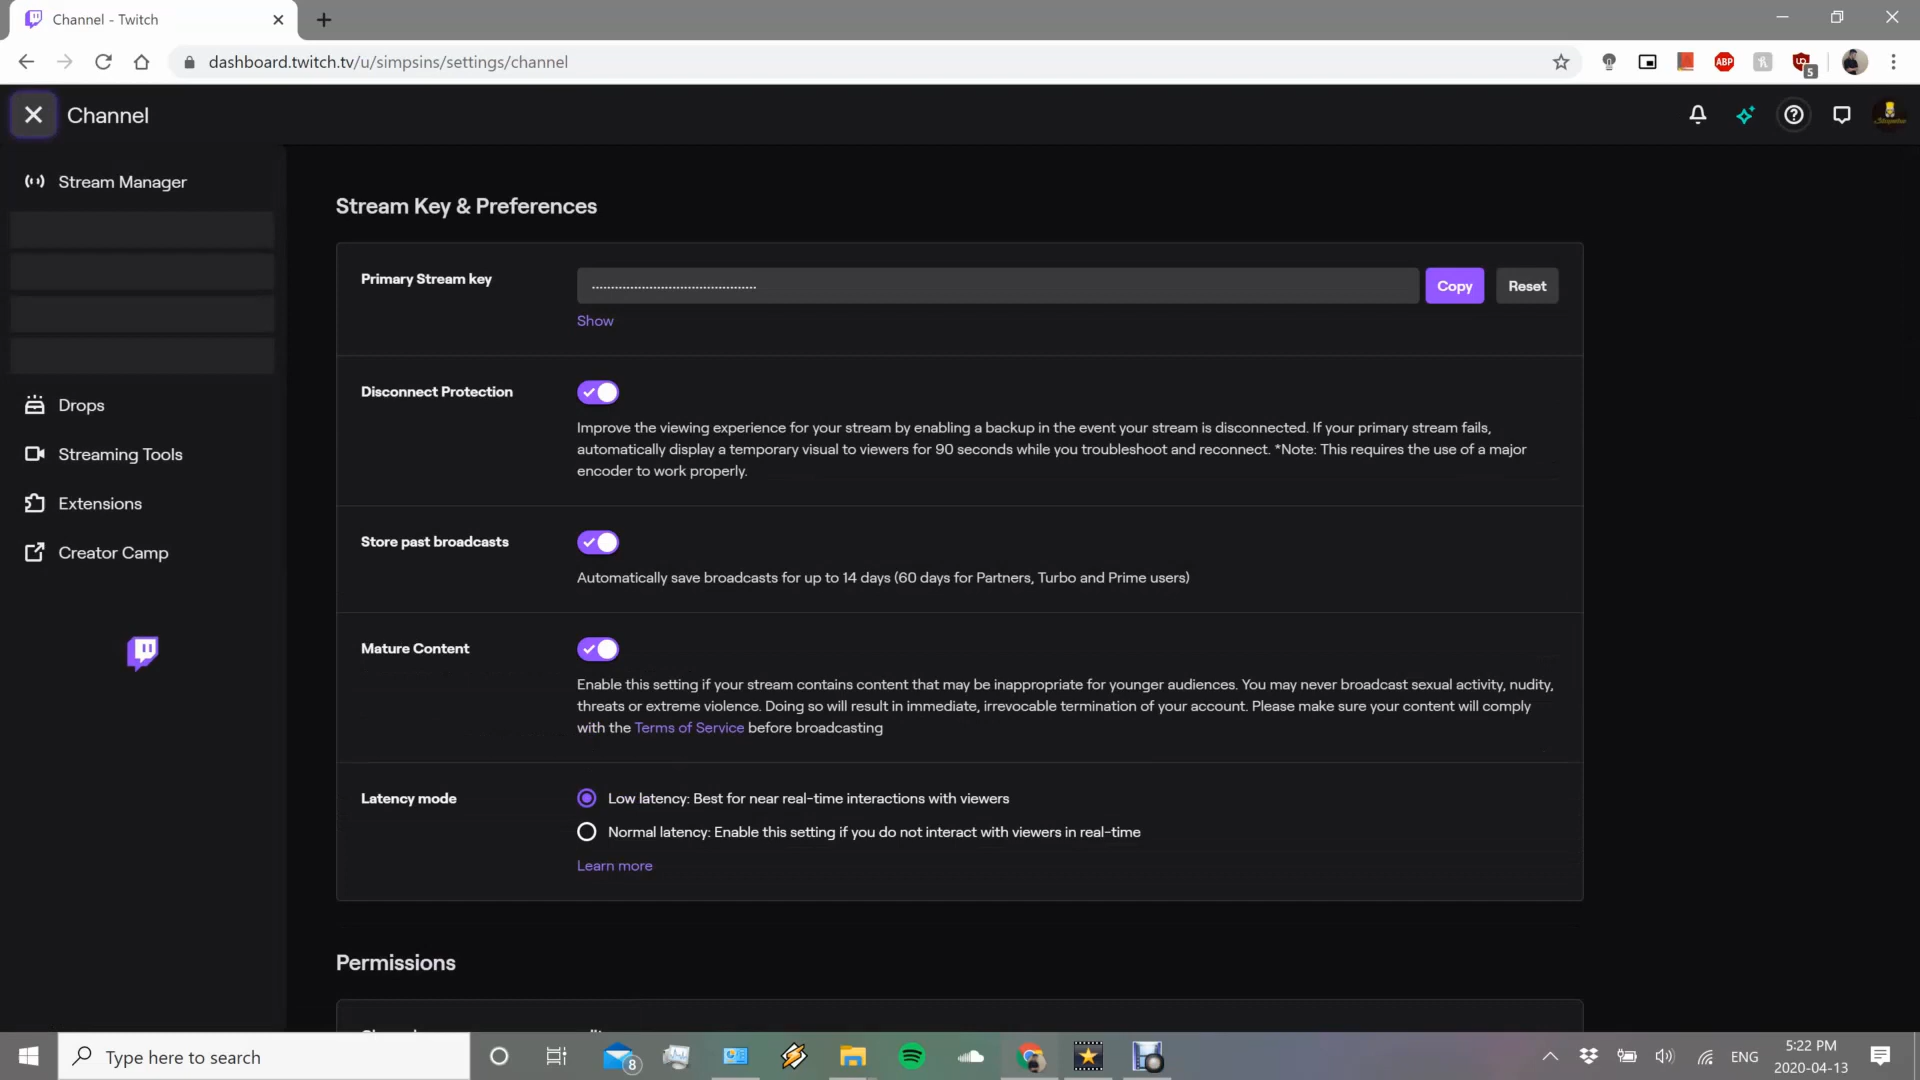 Channel - Twitch
dashboard.twitch.tv/u/simpsins/settings/channel
ABP
5
Channel
Stream Manager
Drops
Streaming Tools
Extensions
Creator Camp
Stream Key & Preferences
Primary Stream key
Copy
Reset
Show
Disconnect Protection
Improve the viewing experience for your stream by enabling a backup in the event your stream is disconnected. If your primary stream fails,
automatically display a temporary visual to viewers for 90 seconds while you troubleshoot and reconnect. *Note: This requires the use of a major
encoder to work properly.
Store past broadcasts
Automatically save broadcasts for up to 14 days (60 days for Partners, Turbo and Prime users)
Mature Content
Enable this setting if your stream contains content that may be inappropriate for younger audiences. You may never broadcast sexual activity, nudity,
threats or extreme violence. Doing so will result in immediate, irrevocable termination of your account. Please make sure your content will comply
with the Terms of Service before broadcasting
Latency mode
Low latency: Best for near real-time interactions with viewers
Normal latency: Enable this setting if you do not interact with viewers in real-time
Learn more
Permissions
Type here to search
8
ENG
5:22 PM
2020-04-13